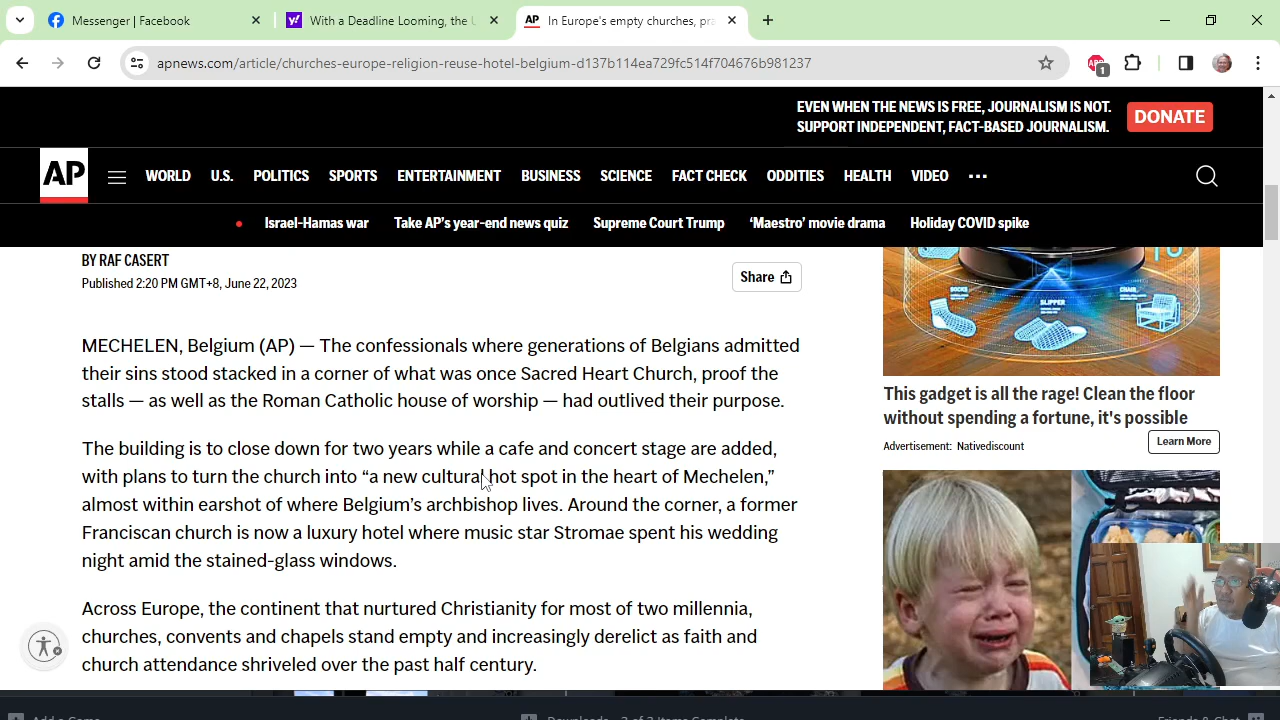 Messenger | Facebook
With a Deadline Looming, the U
AP In Europe's empty churches, pra
apnews.com/article/churches-europe-religion-reuse-hotel-belgium-d137b114ea729fc514f704676b981237
ABP
1
EVEN WHEN THE NEWS IS FREE, JOURNALISM IS NOT.
SUPPORT INDEPENDENT, FACT-BASED JOURNALISM.
DONATE
AP
WORLD U.S. POLITICS SPORTS ENTERTAINMENT BUSINESS SCIENCE FACT CHECK ODDITIES HEALTH VIDEO
Israel-Hamas war Take AP's year-end news quiz Supreme Court Trump ‘Maestro’ movie drama Holiday COVID spike
BY RAF CASERT
Published 2:20 PM GMT+8, June 22, 2023
Share
MECHELEN, Belgium (AP) — The confessionals where generations of Belgians admitted
their sins stood stacked in a corner of what was once Sacred Heart Church, proof the
stalls — as well as the Roman Catholic house of worship — had outlived their purpose.
The building is to close down for two years while a cafe and concert stage are added,
with plans to turn the church into “a new cultural hot spot in the heart of Mechelen,”
almost within earshot of where Belgium’s archbishop lives. Around the corner, a former
Franciscan church is now a luxury hotel where music star Stromae spent his wedding
night amid the stained-glass windows.
Across Europe, the continent that nurtured Christianity for most of two millennia,
churches, convents and chapels stand empty and increasingly derelict as faith and
church attendance shriveled over the past half century.
SOCKS
SLIPPER
CHAIR
This gadget is all the rage! Clean the floor
without spending a fortune, it's possible
Advertisement: Nativediscount
Learn More